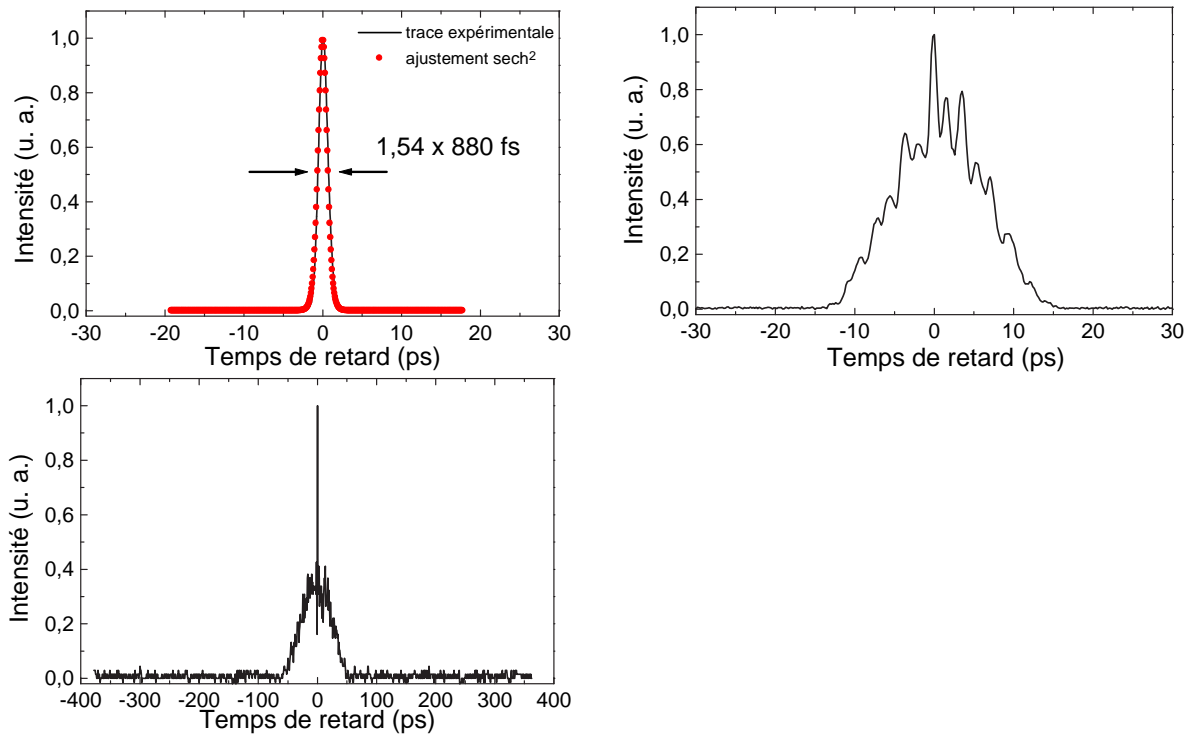 1,0
0,8
0,6
0,4
0,2
0,0
Intensité (u. a.)
trace expérimentale
ajustement sech²
1,54 x 880 fs
-30 -20 -10 0 10 20 30
Temps de retard (ps)
1,0
0,8
0,6
0,4
0,2
0,0
Intensité (u. a.)
-30 -20 -10 0 10 20 30
Temps de retard (ps)
1,0
0,8
0,6
0,4
0,2
0,0
Intensité (u. a.)
-400 -300 -200 -100 0 100 200 300 400
Temps de retard (ps)